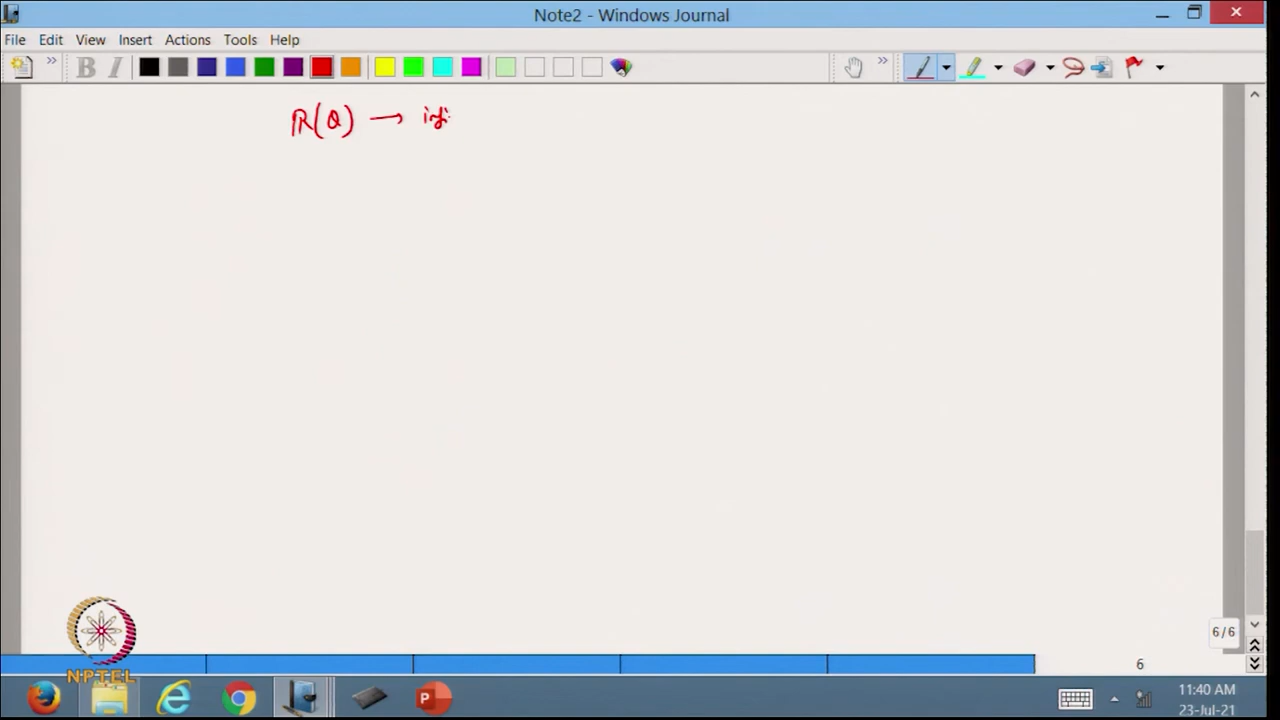 Note2 - Windows Journal
File Edit View Insert Actions Tools Help
B I
R(Q) → infi
6/6
6
NPTEL
11:40 AM
23-Jul-21